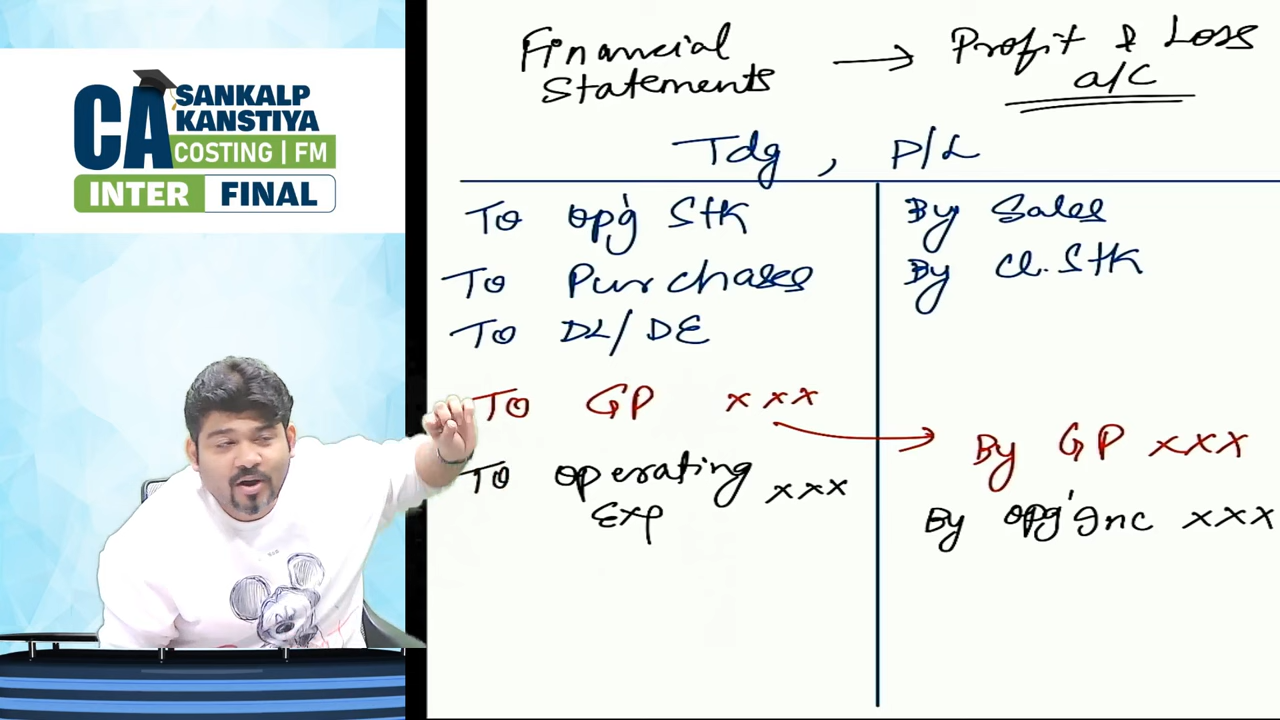 CA SANKALP
KANSTIYA
COSTING | FM
INTER FINAL
Financial Statements → Profit & Loss a/c
Tdg, P/L
To opg Stk
By Sales
To Purchases
By Cl. Stk
To DL/DE
To GP xxx
By GP xxx
To operating Exp xxx
By opg Inc xxx